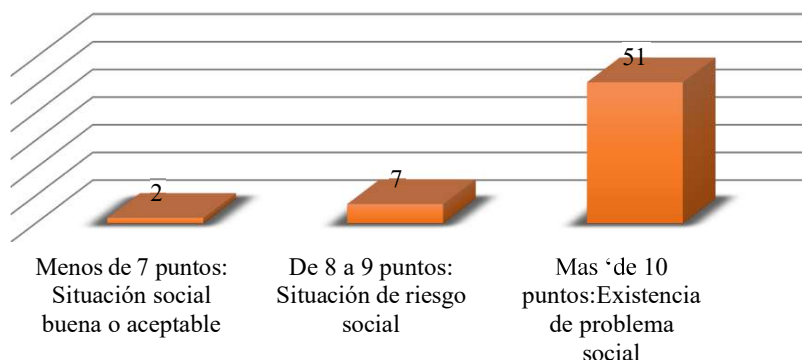 2
7
51
Menos de 7 puntos:
Situación social
buena o aceptable
De 8 a 9 puntos:
Situación de riesgo
social
Mas ‘de 10
puntos:Existencia
de problema
social